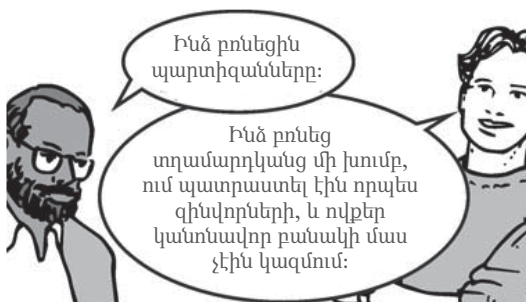 Ինձ բռնեցին
պարտիզանները:
Ինձ բռնեց
տղամարդկանց մի խումբ,
ում պատրաստել էին որպես
զինվորների, և ովքեր
կանոնավոր բանակի մաս
չէին կազմում: